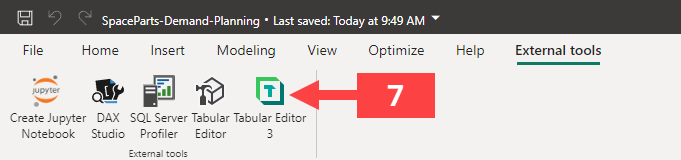 SpaceParts-Demand-Planning • Last saved: Today at 9:49 AM
File Home Insert Modeling View Optimize Help External tools
jupyter
T
7
Create Jupyter Notebook
DAX Studio
SQL Server Profiler
Tabular Editor
Tabular Editor 3
External tools